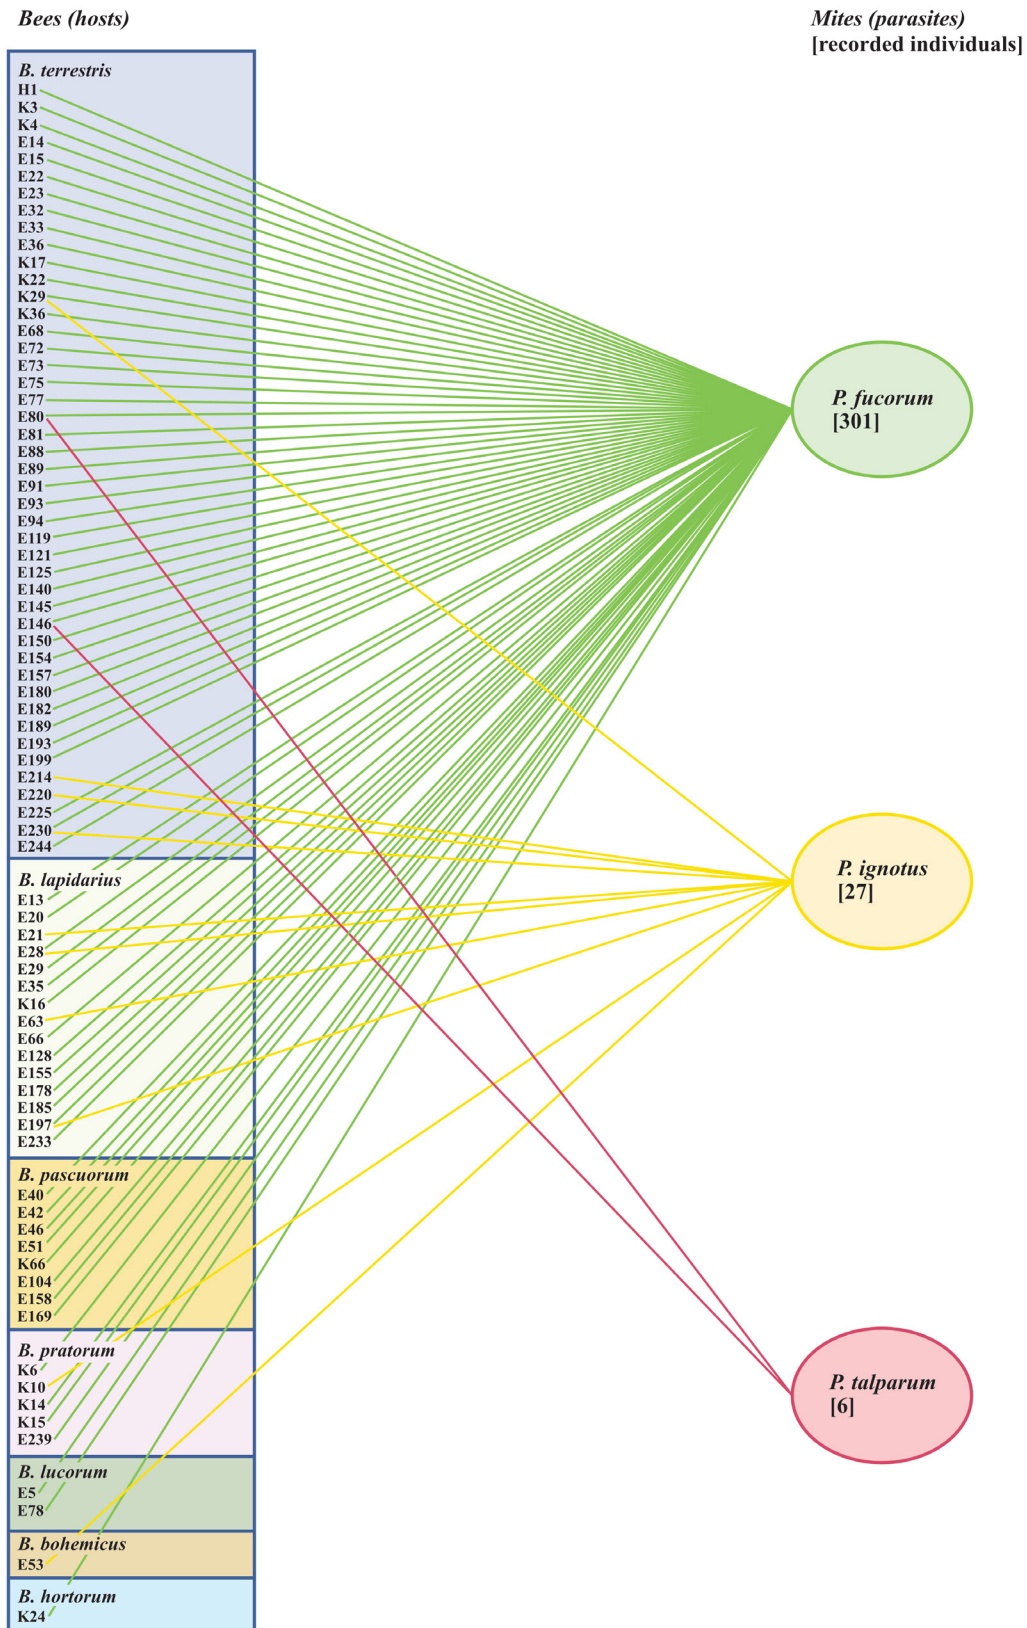 Bees (hosts)
Mites (parasites)
[recorded individuals]
B. terrestris
H1
K3
K4
E14
E15
E22
E23
E32
E33
E36
K17
K22
K29
K36
E68
E72
E73
E75
E77
E80
E81
E88
E89
E91
E93
E94
E119
E121
E125
E140
E145
E146
E150
E154
E157
E180
E182
E189
E193
E199
E214
E220
E225
E230
E244
B. lapidarius
E13
E20
E21
E28
E29
E35
K16
E63
E66
E128
E155
E178
E185
E197
E233
B. pascuorum
E40
E42
E46
E51
K66
E104
E158
E169
B. pratorum
K6
K10
K14
K15
E239
B. lucorum
E5
E78
B. bohemicus
E53
B. hortorum
K24
P. fucorum
[301]
P. ignotus
[27]
P. talparum
[6]